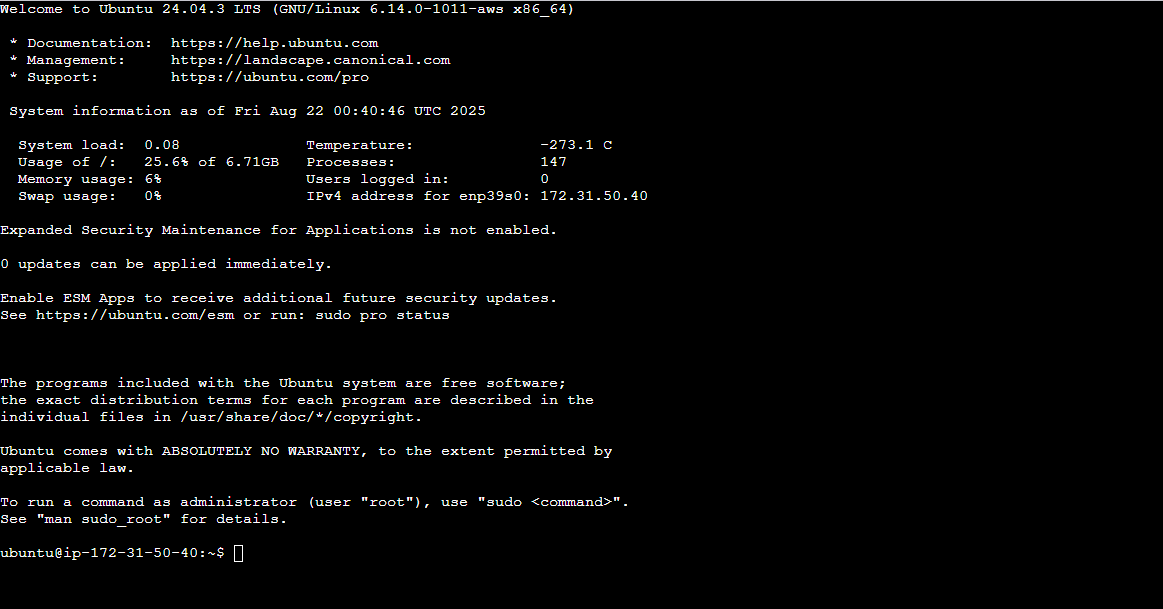 Welcome to Ubuntu 24.04.3 LTS (GNU/Linux 6.14.0-1011-aws x86_64)

 * Documentation:  https://help.ubuntu.com
 * Management:     https://landscape.canonical.com
 * Support:        https://ubuntu.com/pro

 System information as of Fri Aug 22 00:40:46 UTC 2025

  System load:  0.08              Temperature:              -273.1 C
  Usage of /:   25.6% of 6.71GB   Processes:                147
  Memory usage: 6%                Users logged in:          0
  Swap usage:   0%                IPv4 address for enp39s0: 172.31.50.40

Expanded Security Maintenance for Applications is not enabled.

0 updates can be applied immediately.

Enable ESM Apps to receive additional future security updates.
See https://ubuntu.com/esm or run: sudo pro status

The programs included with the Ubuntu system are free software;
the exact distribution terms for each program are described in the
individual files in /usr/share/doc/*/copyright.

Ubuntu comes with ABSOLUTELY NO WARRANTY, to the extent permitted by
applicable law.

To run a command as administrator (user "root"), use "sudo <command>".
See "man sudo_root" for details.

ubuntu@ip-172-31-50-40:~$